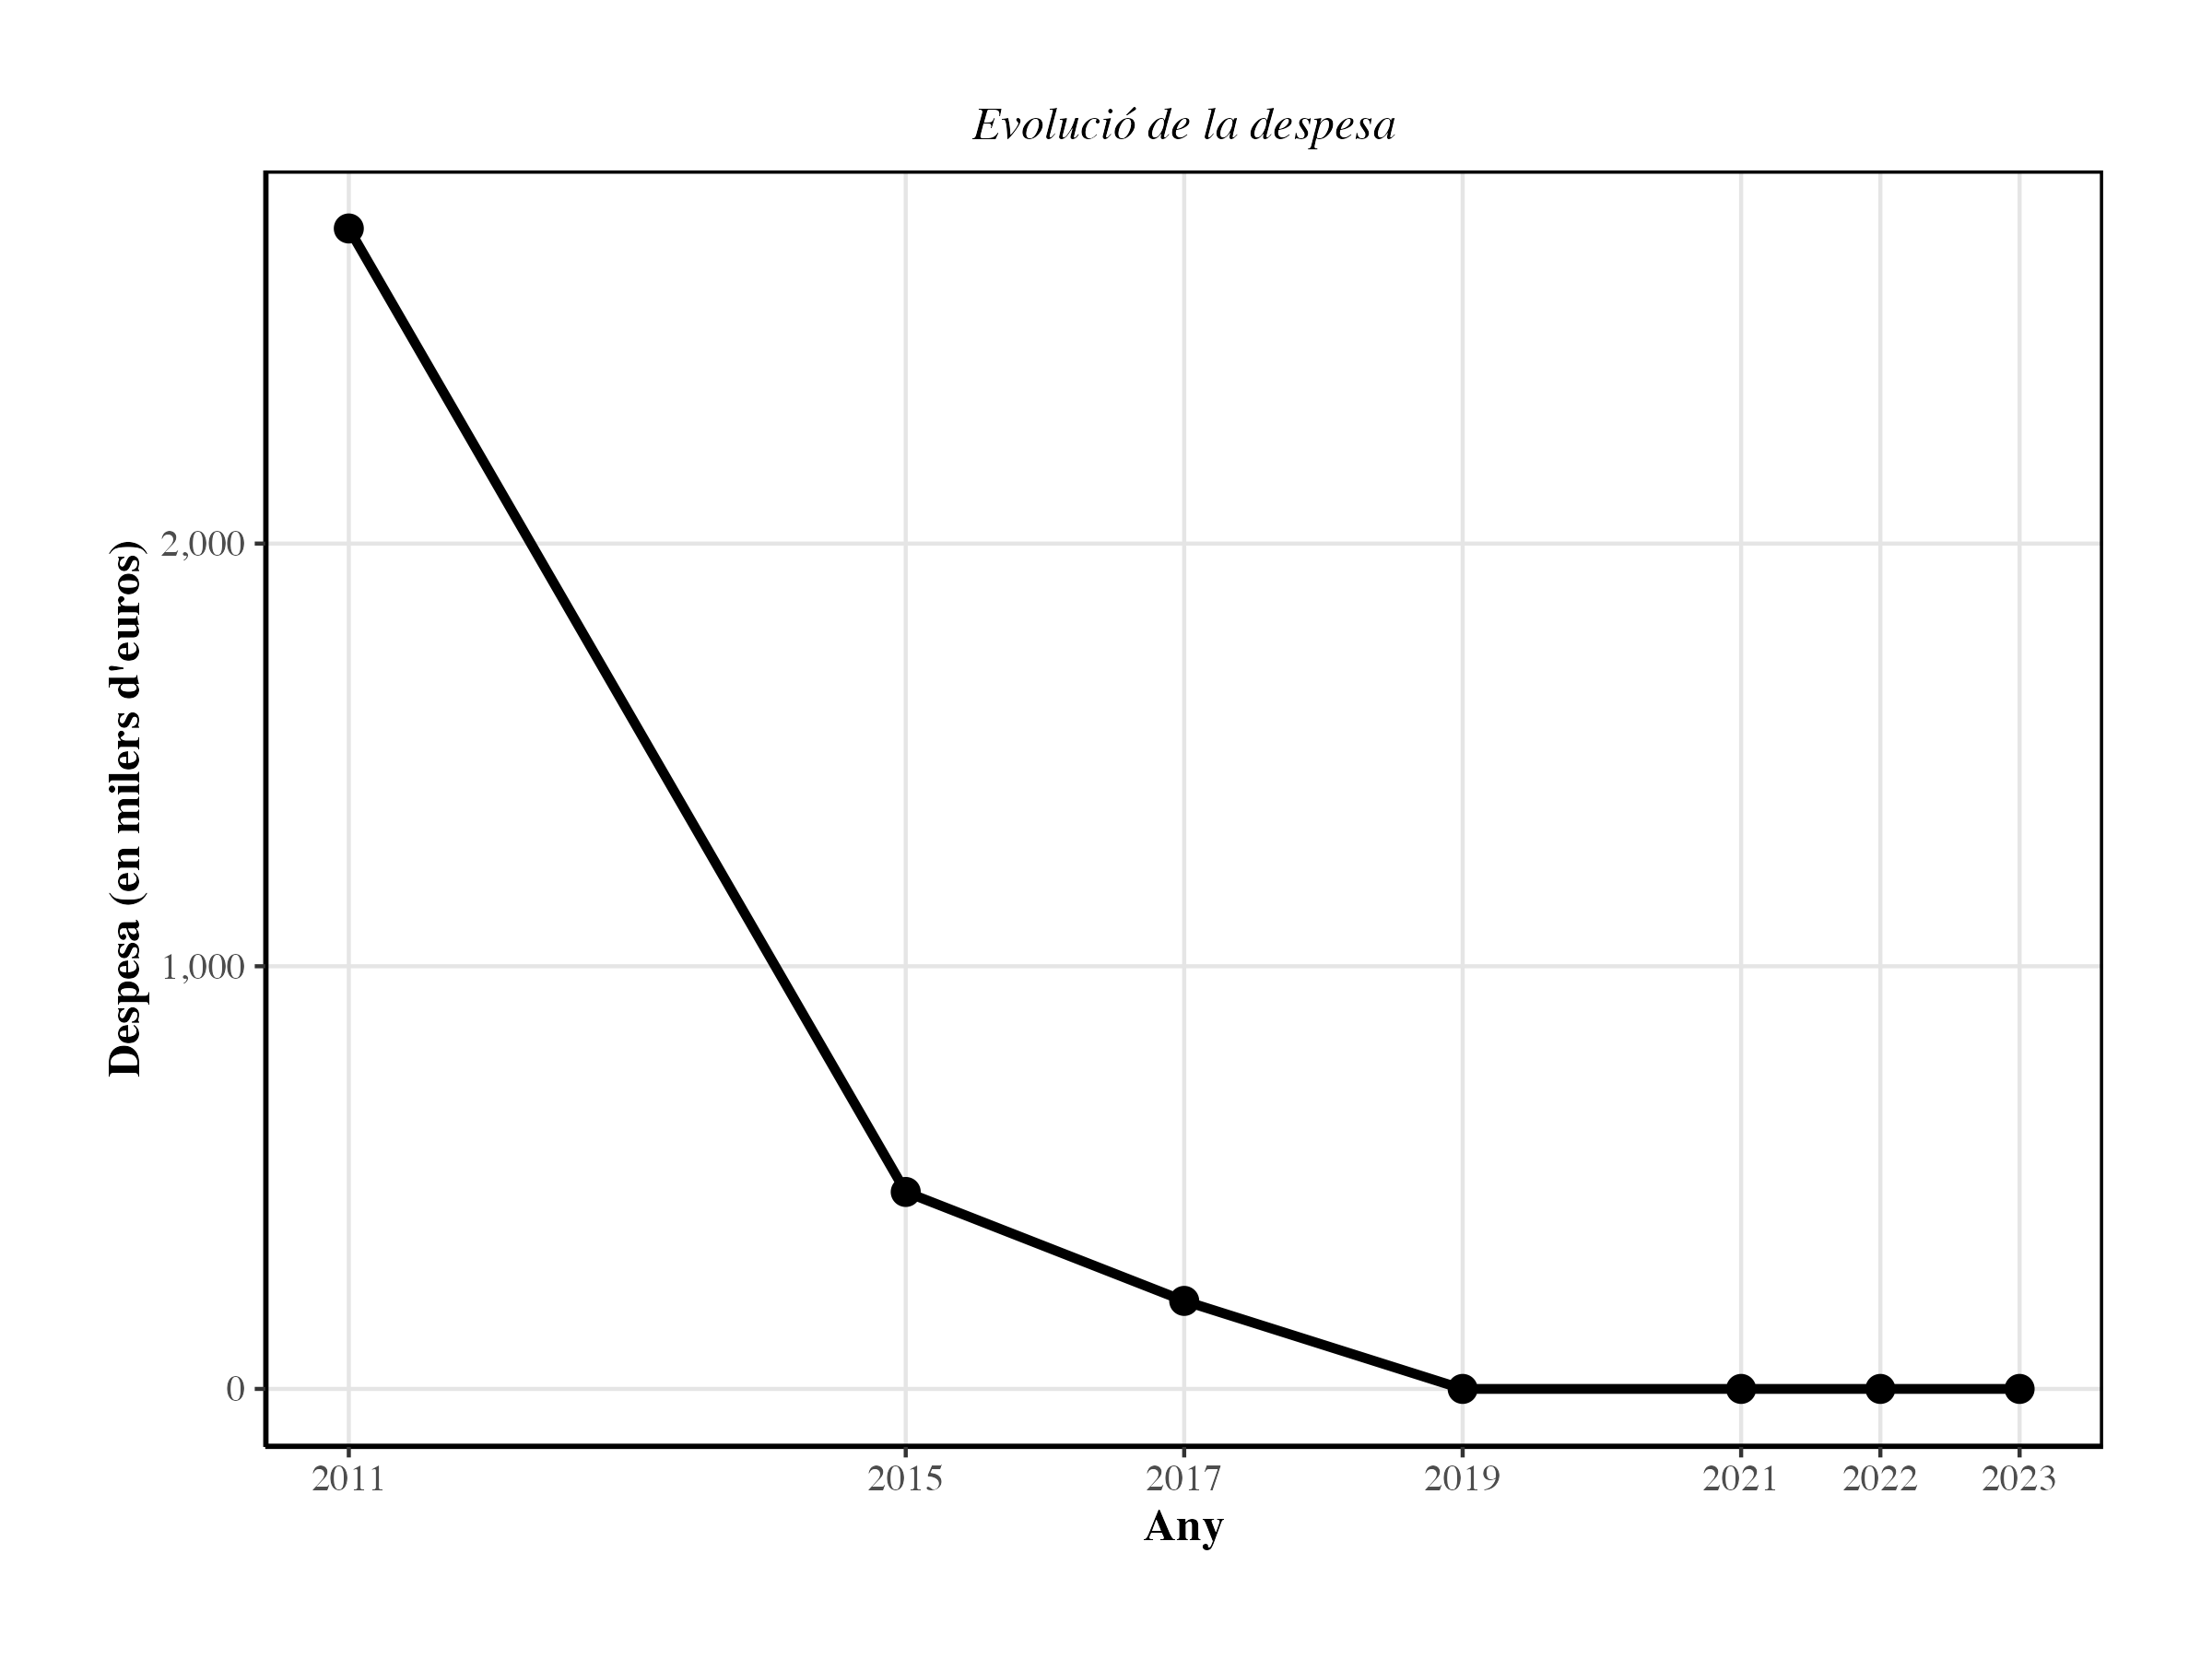 Evolució de la despesa
Despesa (en milers d'euros)
2,000
1,000
0
2011 2015 2017 2019 2021 2022 2023
Any